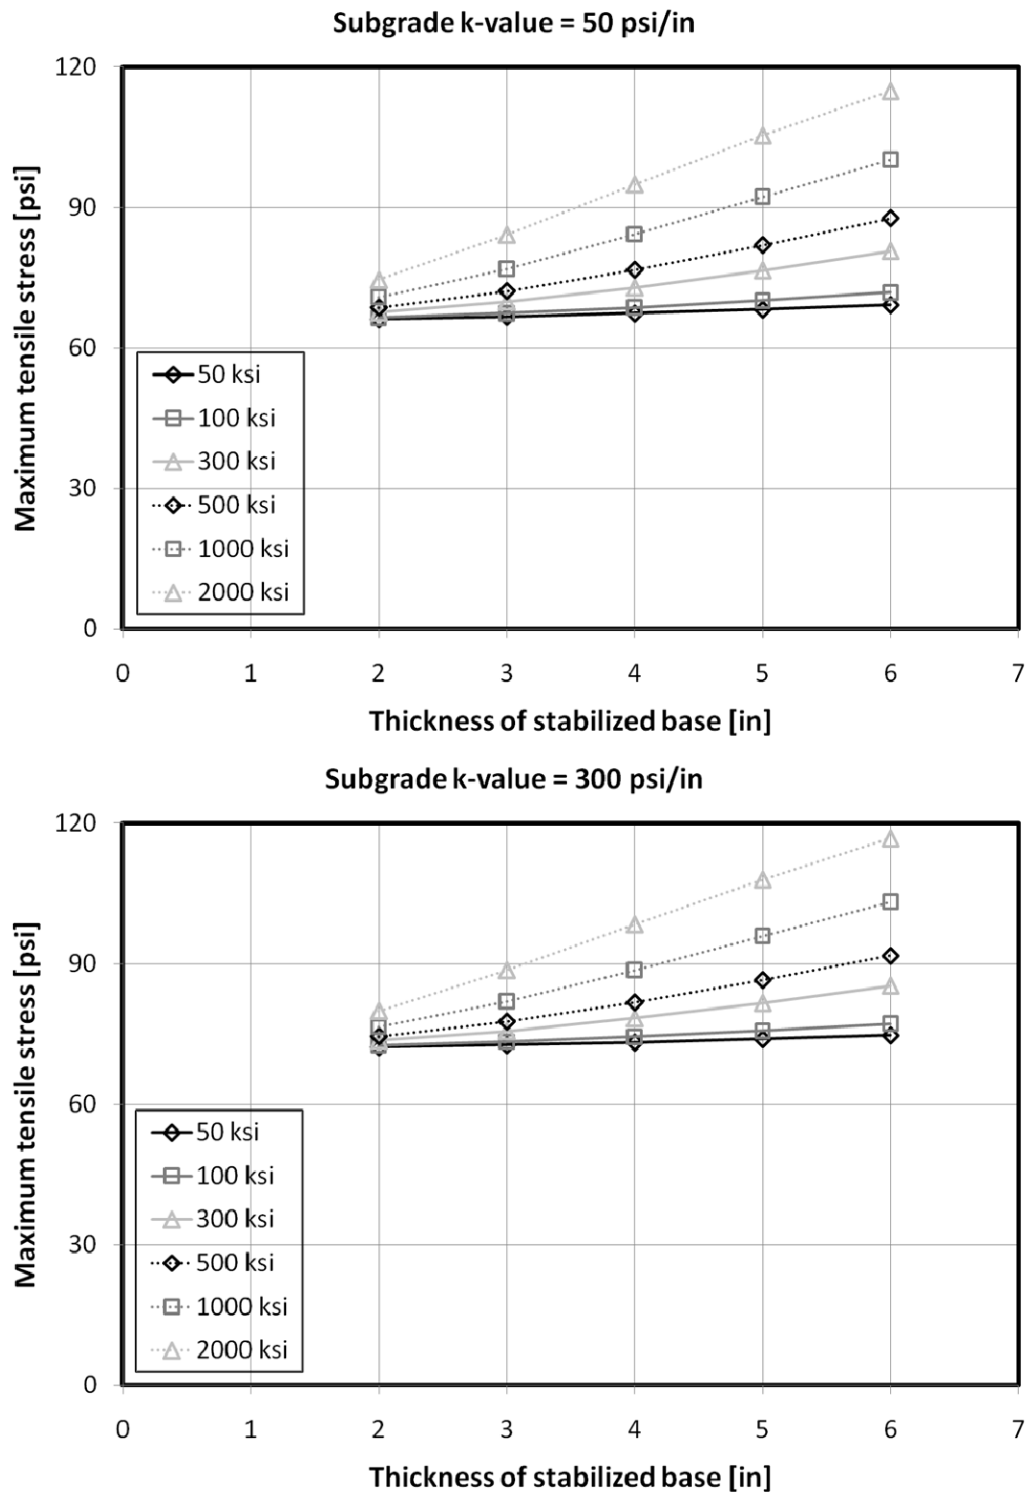 Subgrade k-value = 50 psi/in
120
90
60
30
0
Maximum tensile stress [psi]
50 ksi
100 ksi
300 ksi
500 ksi
1000 ksi
2000 ksi
0 1 2 3 4 5 6 7
Thickness of stabilized base [in]
Subgrade k-value = 300 psi/in
120
90
60
30
0
Maximum tensile stress [psi]
50 ksi
100 ksi
300 ksi
500 ksi
1000 ksi
2000 ksi
0 1 2 3 4 5 6 7
Thickness of stabilized base [in]